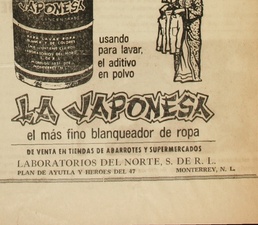 JAPONESA
usando
para lavar,
el aditivo
en polvo
LA JAPONESA
el más fino blanqueador de ropa
DE VENTA EN TIENDAS DE ABARROTES Y SUPERMERCADOS
LABORATORIOS DEL NORTE, S. DE R. L.
PLAN DE AYUTLA Y HEROES DEL 47 MONTERREY, N. L.